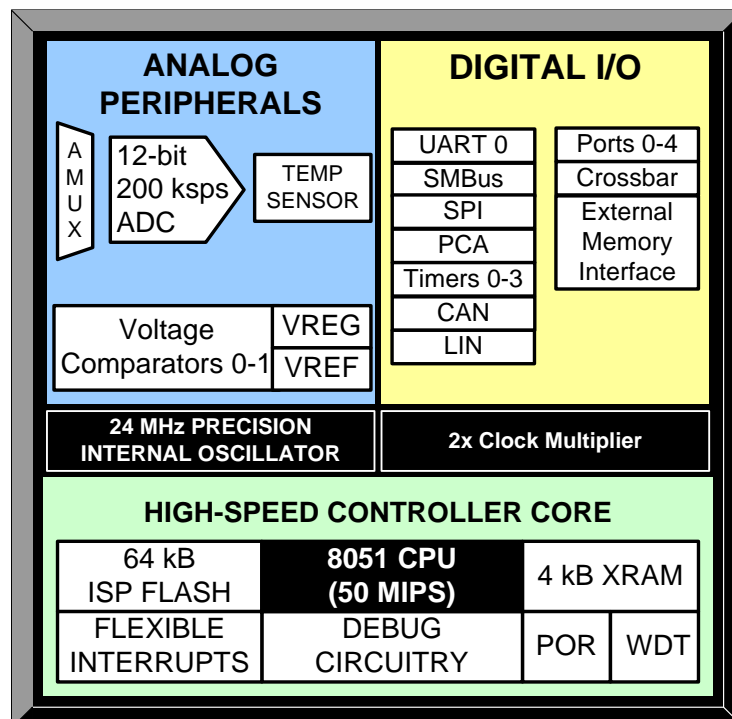 ANALOG
PERIPHERALS
A
M
U
X
12-bit
200 ksps
ADC
TEMP
SENSOR
Voltage
Comparators 0-1
VREG
VREF
DIGITAL I/O
UART 0
SMBus
SPI
PCA
Timers 0-3
CAN
LIN
Ports 0-4
Crossbar
External
Memory
Interface
24 MHz PRECISION
INTERNAL OSCILLATOR
2x Clock Multiplier
HIGH-SPEED CONTROLLER CORE
64 kB
ISP FLASH
8051 CPU
(50 MIPS)
4 kB XRAM
FLEXIBLE
INTERRUPTS
DEBUG
CIRCUITRY
POR
WDT